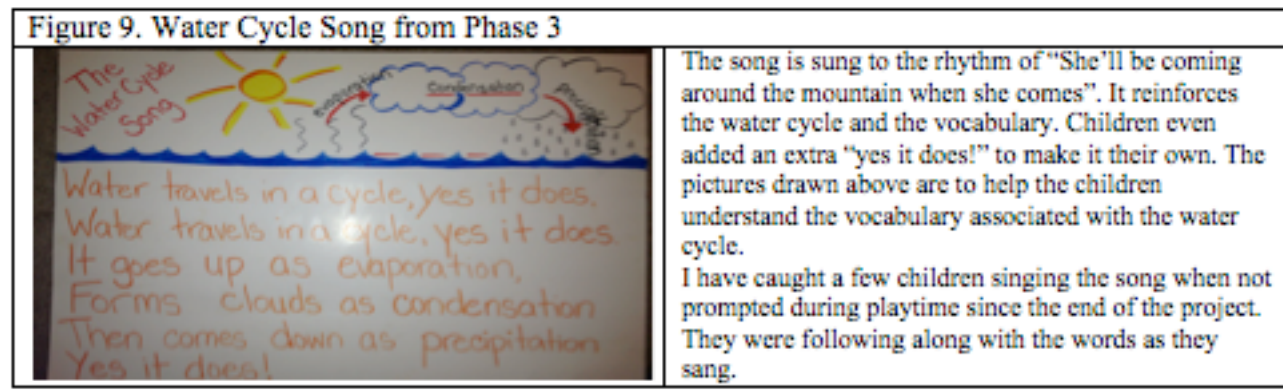 Figure 9. Water Cycle Song from Phase 3
The
Water Cycle
Song
evaporation
Condensation
precipitation
Water travels in a cycle, yes it does.
Water travels in a cycle, yes it does.
It goes up as evaporation,
Forms clouds as condensation
Then comes down as precipitation
Yes it does!
The song is sung to the rhythm of “She’ll be coming
around the mountain when she comes”. It reinforces
the water cycle and the vocabulary. Children even
added an extra “yes it does!” to make it their own. The
pictures drawn above are to help the children
understand the vocabulary associated with the water
cycle.
I have caught a few children singing the song when not
prompted during playtime since the end of the project.
They were following along with the words as they
sang.